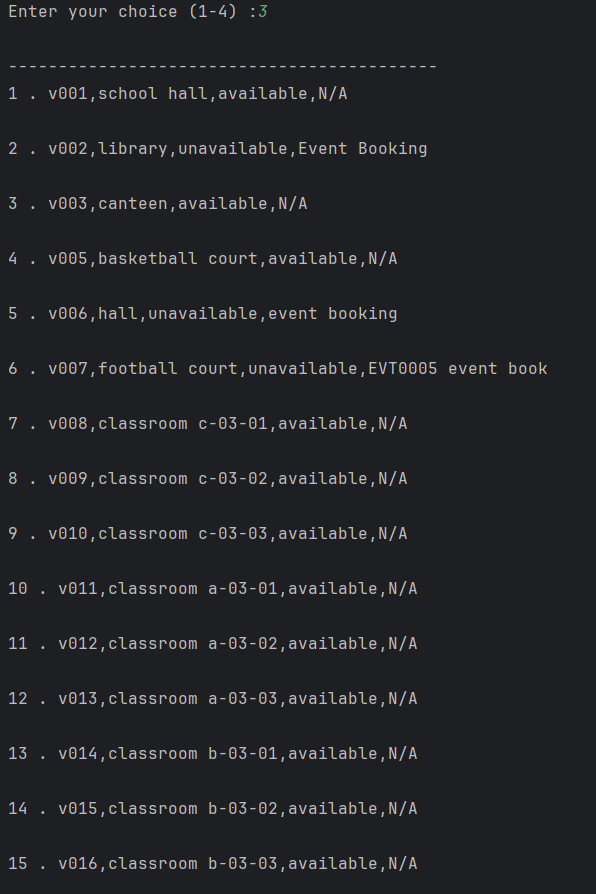 Enter your choice (1-4) :3
-------------------------------------------
1 . v001,school hall,available,N/A
2 . v002,library,unavailable,Event Booking
3 . v003,canteen,available,N/A
4 . v005,basketball court,available,N/A
5 . v006,hall,unavailable,event booking
6 . v007,football court,unavailable,EVT0005 event book
7 . v008,classroom c-03-01,available,N/A
8 . v009,classroom c-03-02,available,N/A
9 . v010,classroom c-03-03,available,N/A
10 . v011,classroom a-03-01,available,N/A
11 . v012,classroom a-03-02,available,N/A
12 . v013,classroom a-03-03,available,N/A
13 . v014,classroom b-03-01,available,N/A
14 . v015,classroom b-03-02,available,N/A
15 . v016,classroom b-03-03,available,N/A